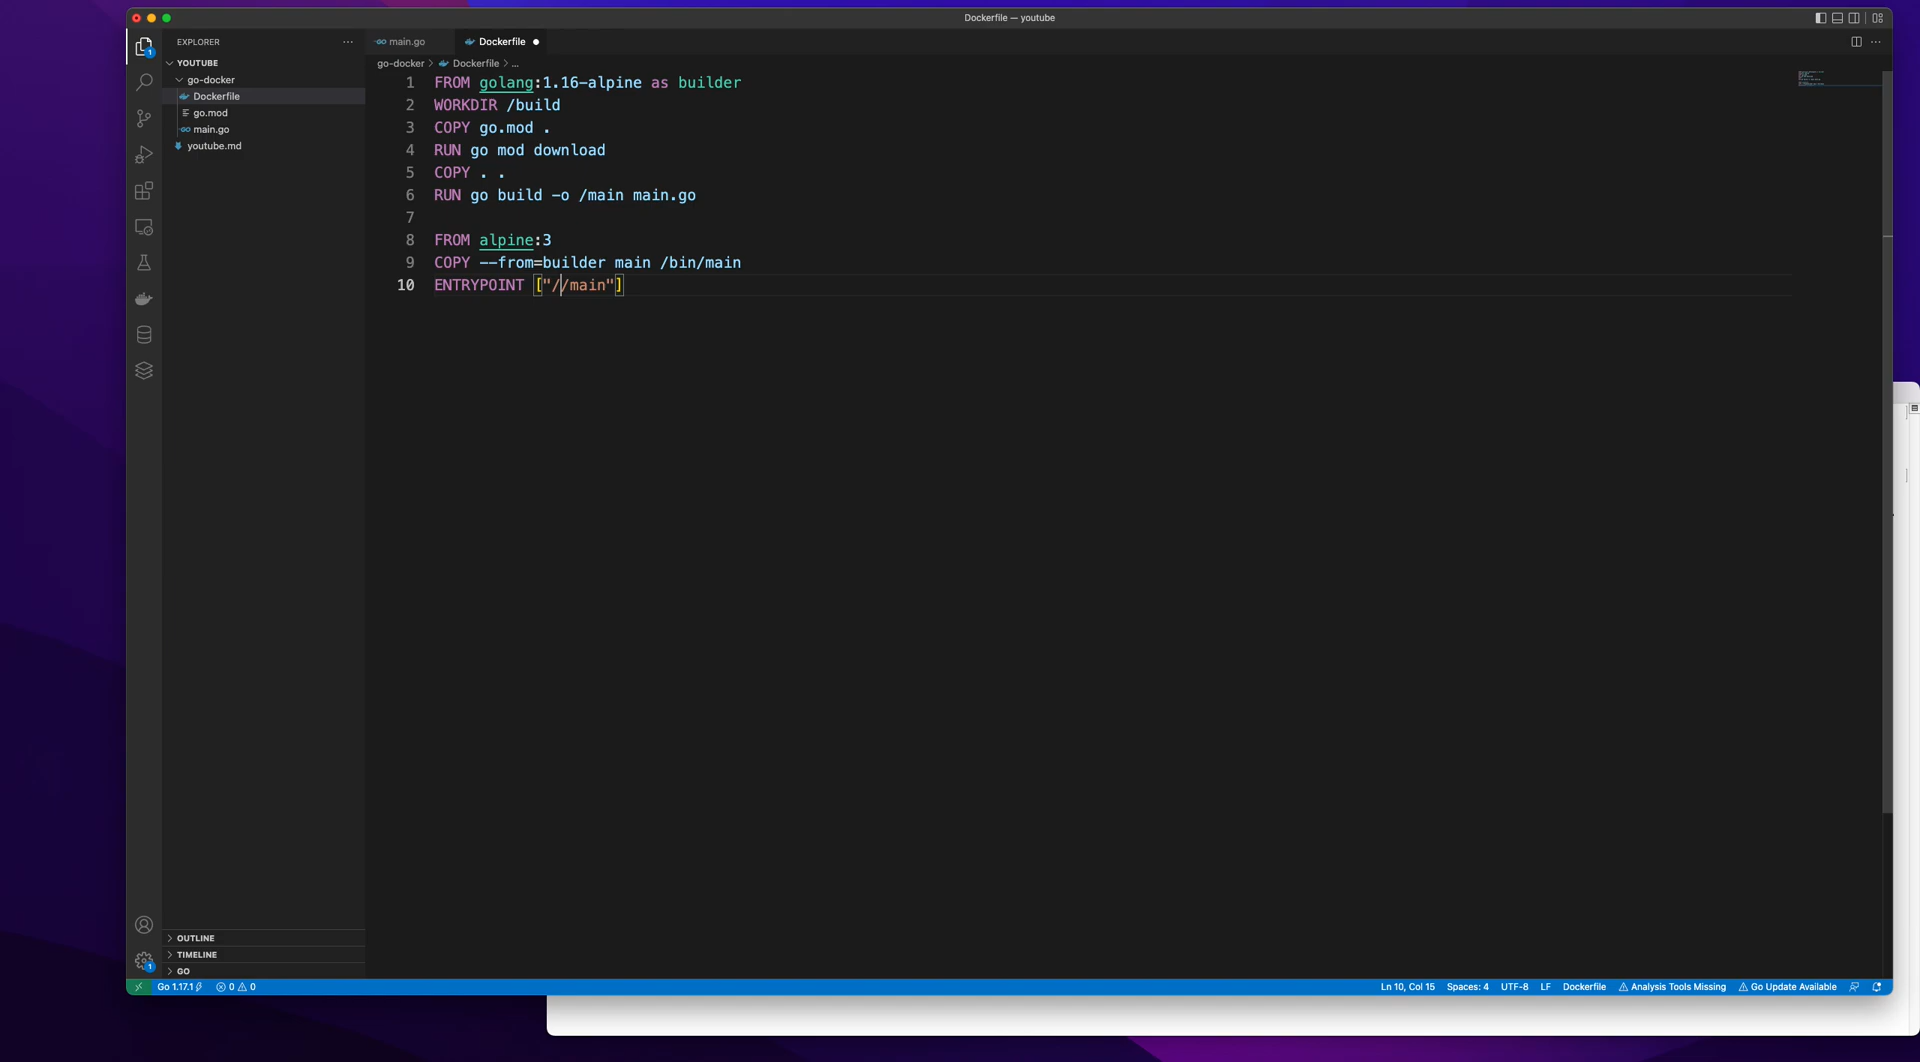 Dockerfile — youtube
EXPLORER
YOUTUBE
go-docker
Dockerfile
go.mod
main.go
youtube.md
OUTLINE
TIMELINE
GO
main.go
Dockerfile
go-docker > Dockerfile > ...
1 FROM golang:1.16-alpine as builder
2 WORKDIR /build
3 COPY go.mod .
4 RUN go mod download
5 COPY . .
6 RUN go build -o /main main.go
7
8 FROM alpine:3
9 COPY --from=builder main /bin/main
10 ENTRYPOINT ["//main"]
1
1
Go 1.17.1
0 0
Ln 10, Col 15
Spaces: 4
UTF-8
LF
Dockerfile
Analysis Tools Missing
Go Update Available